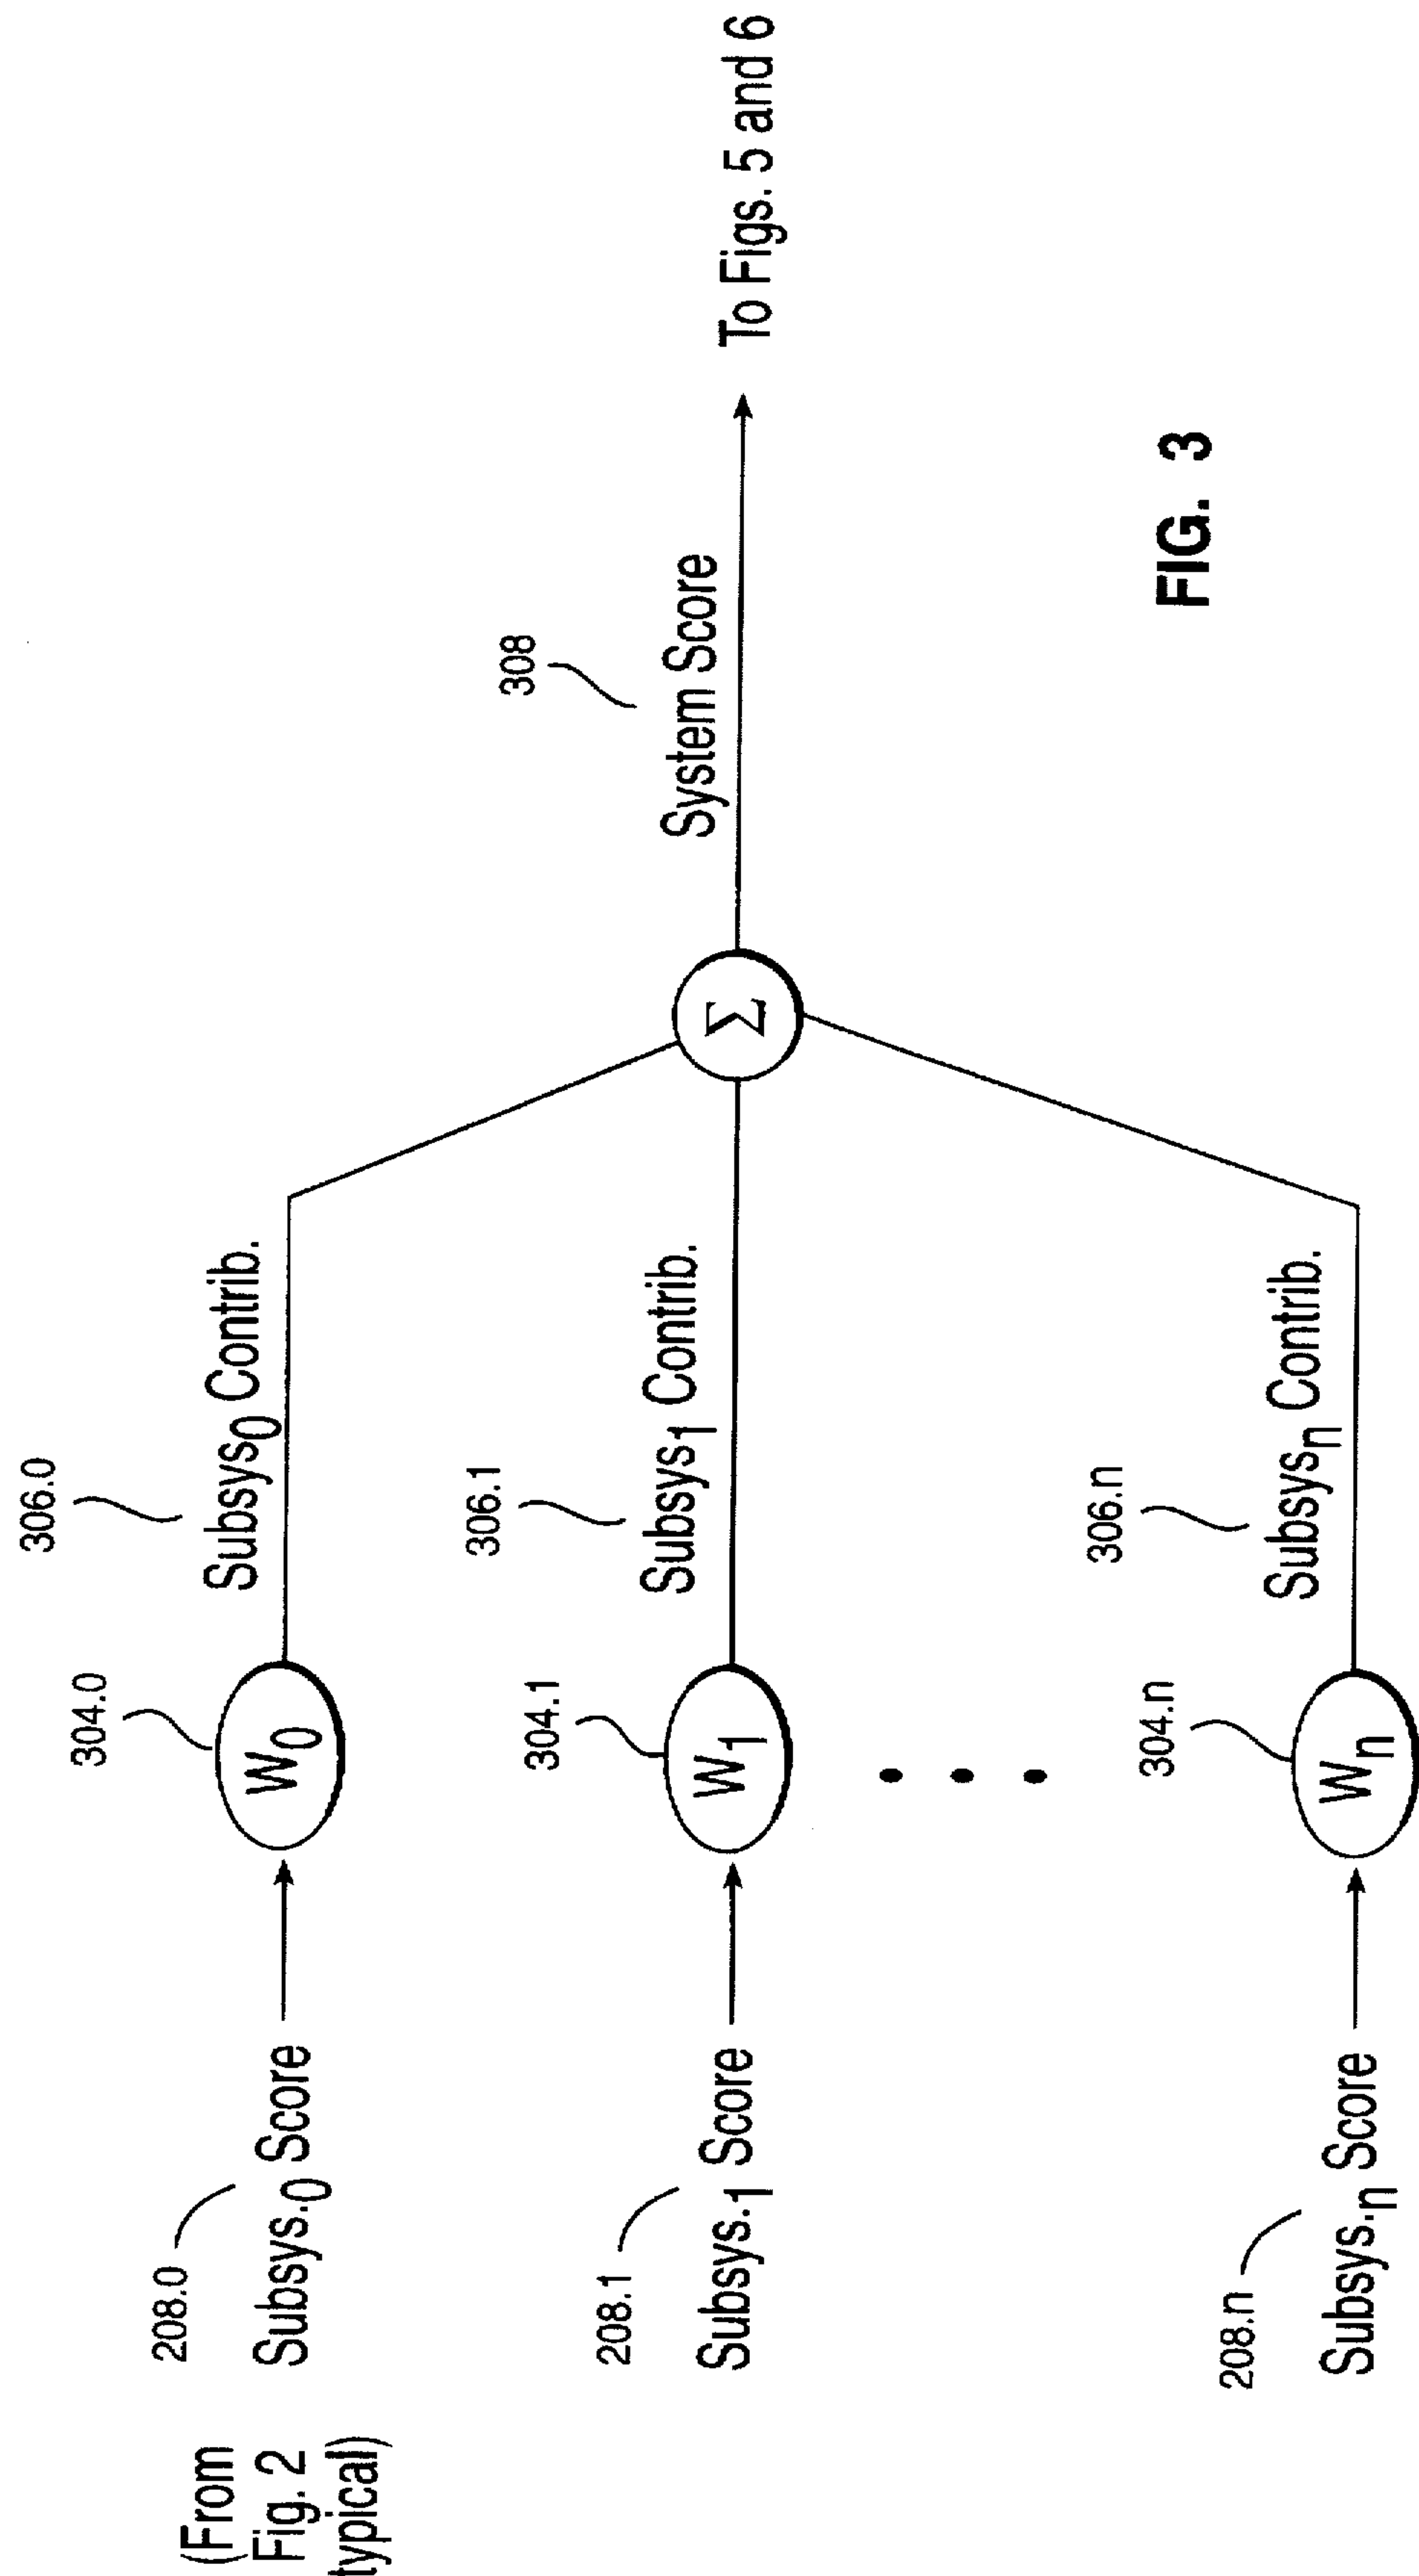 (From
Fig. 2
typical)
208.0
Subsys.0 Score
304.0
W0
306.0
Subsys0 Contrib.
208.1
Subsys.1 Score
304.1
W1
306.1
Subsys1 Contrib.
Σ
308
System Score
To Figs. 5 and 6
208.n
Subsys.n Score
304.n
Wn
306.n
Subsysn Contrib.
FIG. 3